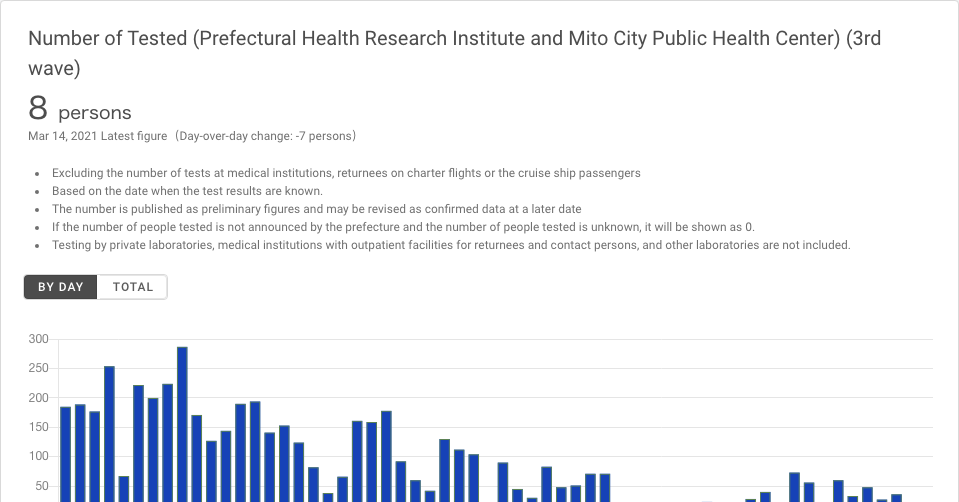 Number of Tested (Prefectural Health Research Institute and Mito City Public Health Center) (3rd
wave)
8 persons
Mar 14, 2021 Latest figure（Day-over-day change: -7 persons）
• Excluding the number of tests at medical institutions, returnees on charter flights or the cruise ship passengers
• Based on the date when the test results are known.
• The number is published as preliminary figures and may be revised as confirmed data at a later date
• If the number of people tested is not announced by the prefecture and the number of people tested is unknown, it will be shown as 0.
• Testing by private laboratories, medical institutions with outpatient facilities for returnees and contact persons, and other laboratories are not included.
BY DAY TOTAL
300
250
200
150
100
50